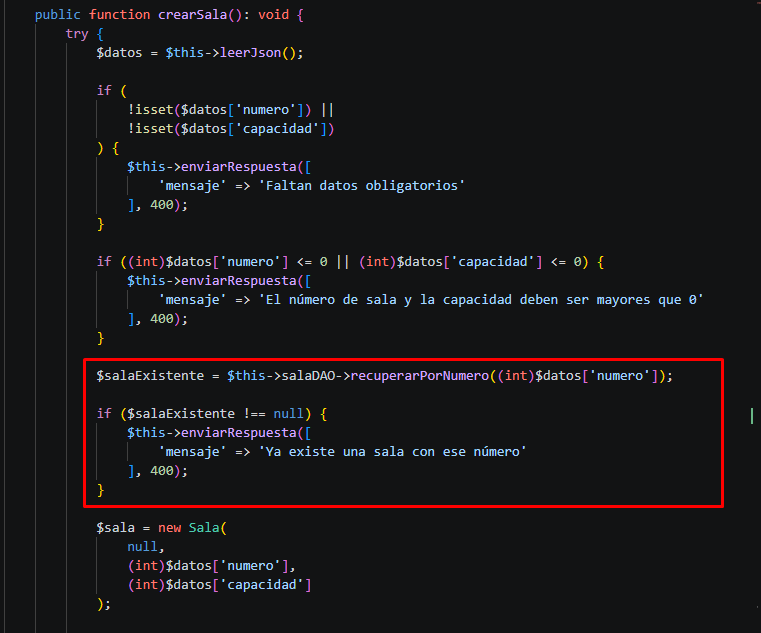 public function crearSala(): void {
try {
$datos = $this->leerJson();
if (
!isset($datos['numero']) ||
!isset($datos['capacidad'])
) {
$this->enviarRespuesta([
'mensaje' => 'Faltan datos obligatorios'
], 400);
}
if ((int)$datos['numero'] <= 0 || (int)$datos['capacidad'] <= 0) {
$this->enviarRespuesta([
'mensaje' => 'El número de sala y la capacidad deben ser mayores que 0'
], 400);
}
$salaExistente = $this->salaDAO->recuperarPorNumero((int)$datos['numero']);
if ($salaExistente !== null) {
$this->enviarRespuesta([
'mensaje' => 'Ya existe una sala con ese número'
], 400);
}
$sala = new Sala(
null,
(int)$datos['numero'],
(int)$datos['capacidad']
);